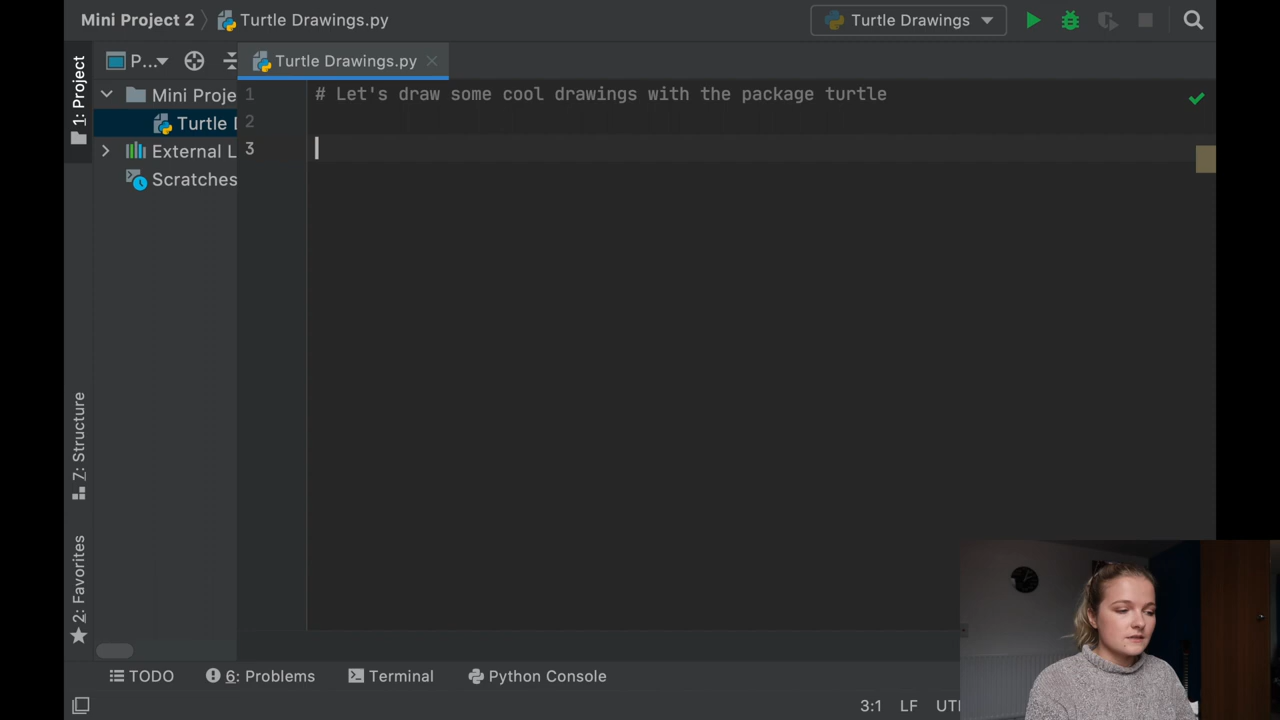 Mini Project 2 Turtle Drawings.py
Turtle Drawings
P...
Turtle Drawings.py
1: Project
Mini Proje
Turtle D
External L
Scratches
1 # Let's draw some cool drawings with the package turtle
2
3
Z: Structure
2: Favorites
TODO
6: Problems
Terminal
Python Console
3:1 LF UTI